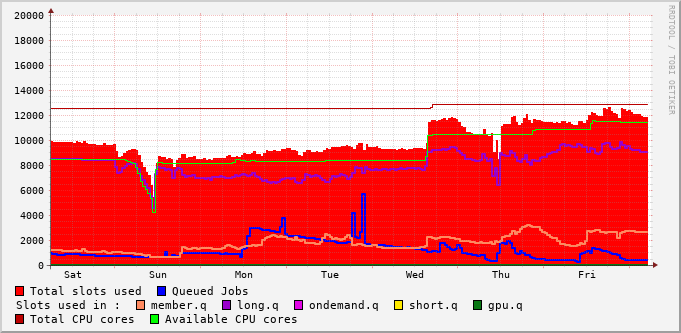 RRDTOOL / TOBI OETIKER
20000
18000
16000
14000
12000
10000
8000
6000
4000
2000
0
Sat Sun Mon Tue Wed Thu Fri
Total slots used Queued Jobs
Slots used in : member.q long.q ondemand.q short.q gpu.q
Total CPU cores Available CPU cores